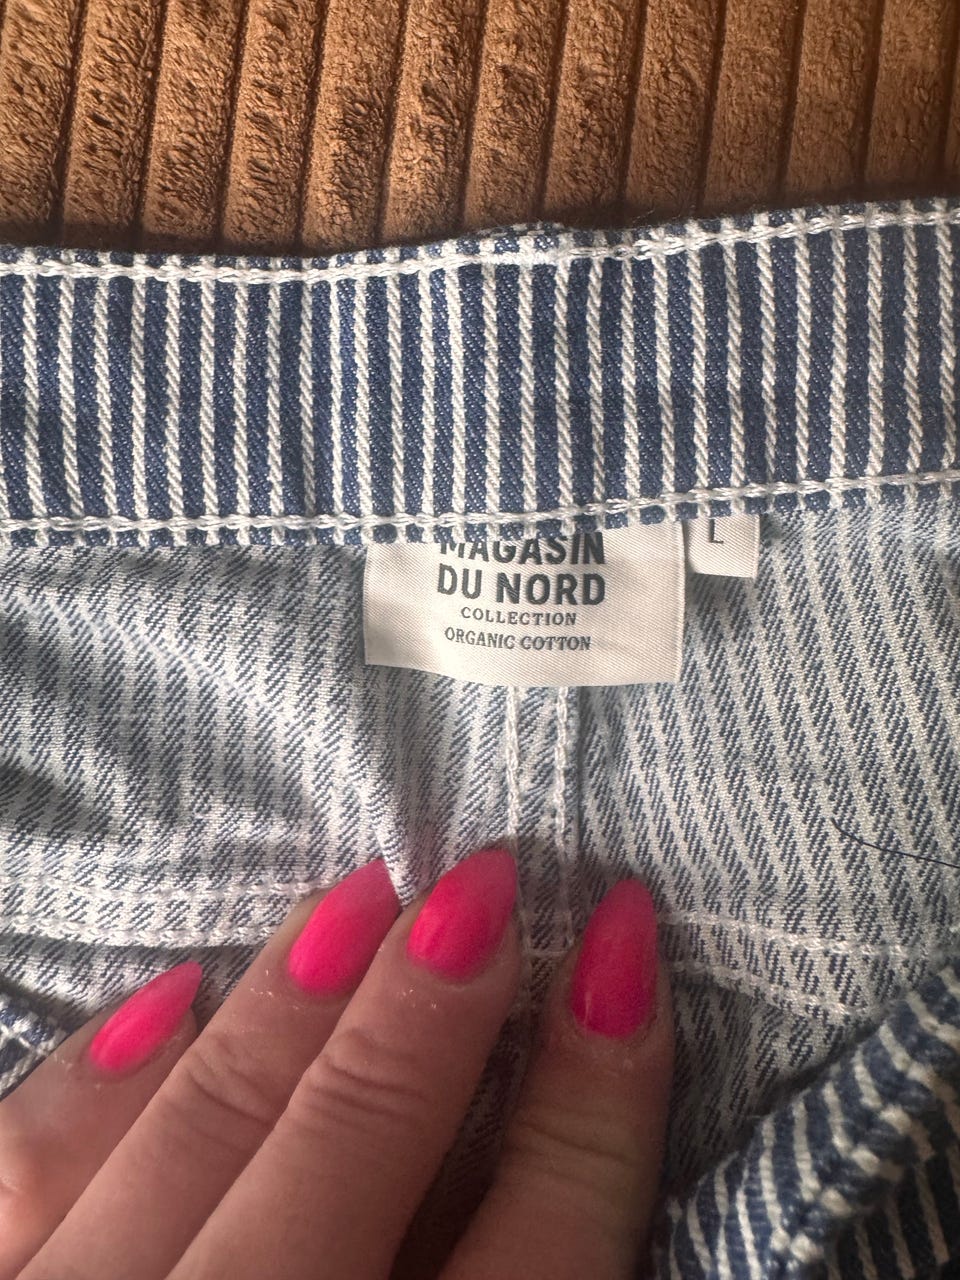 MAGASIN
DU NORD
COLLECTION
ORGANIC COTTON
L